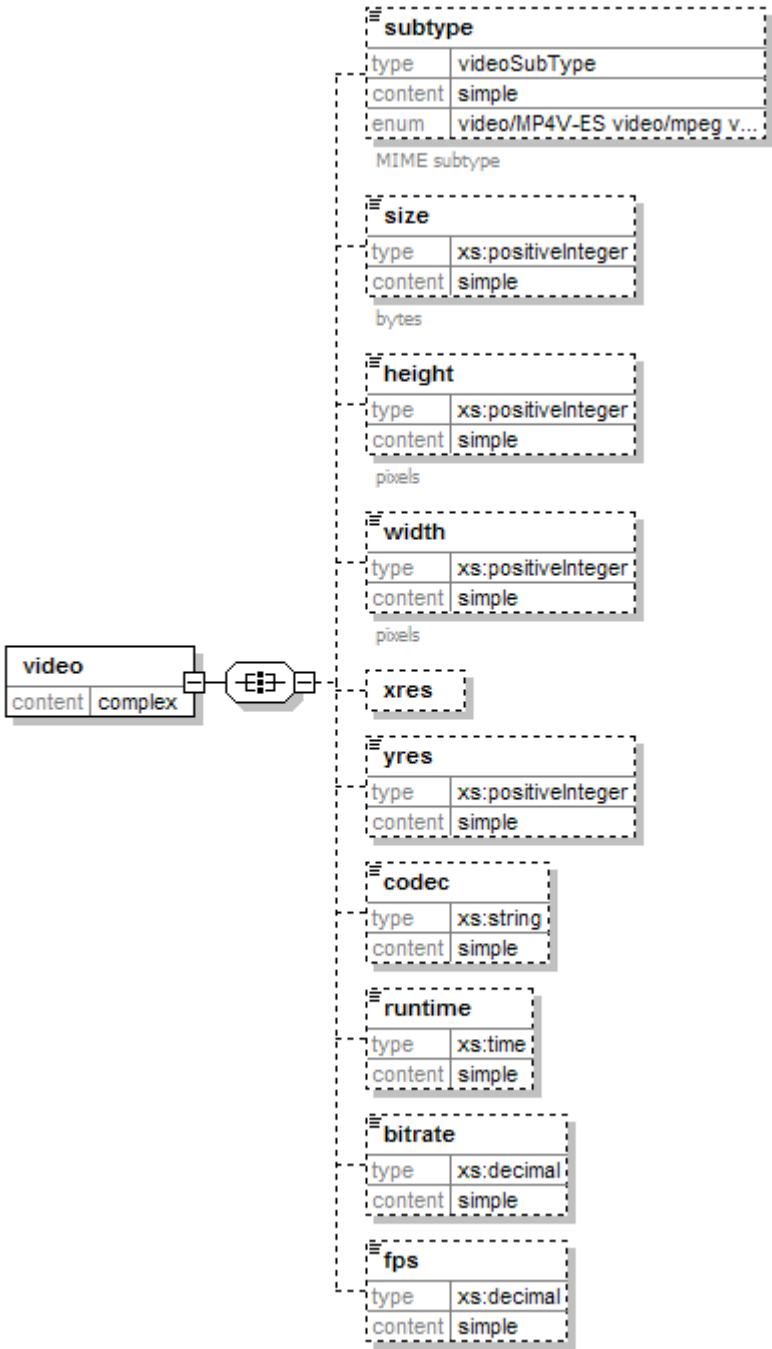 subtype
type videoSubType
content simple
enum video/MP4V-ES video/mpeg v...
MIME subtype
size
type xs:positiveInteger
content simple
bytes
height
type xs:positiveInteger
content simple
pixels
width
type xs:positiveInteger
content simple
pixels
video
content complex
xres
yres
type xs:positiveInteger
content simple
codec
type xs:string
content simple
runtime
type xs:time
content simple
bitrate
type xs:decimal
content simple
fps
type xs:decimal
content simple